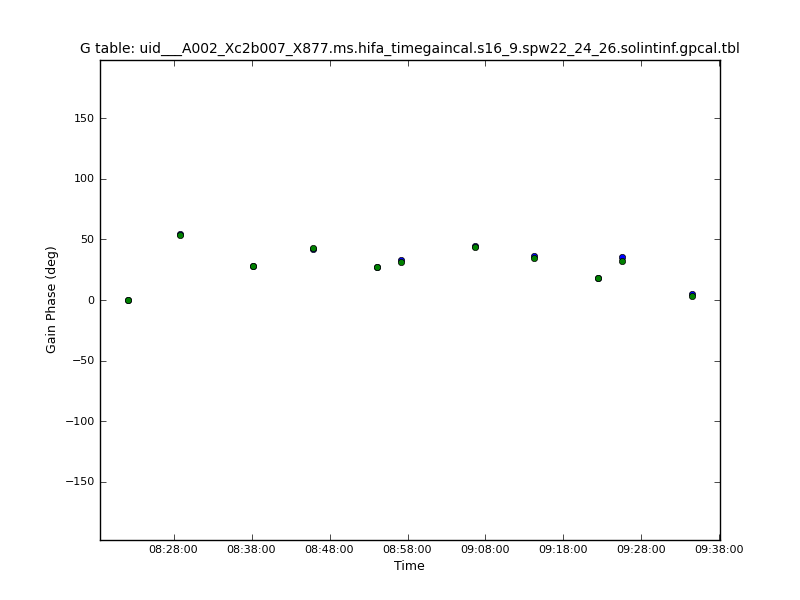 G table: uid___A002_Xc2b007_X877.ms.hifa_timegaincal.s16_9.spw22_24_26.solintinf.gpcal.tbl
150
100
50
0
−50
−100
−150
Gain Phase (deg)
08:28:00 08:38:00 08:48:00 08:58:00 09:08:00 09:18:00 09:28:00 09:38:00
Time